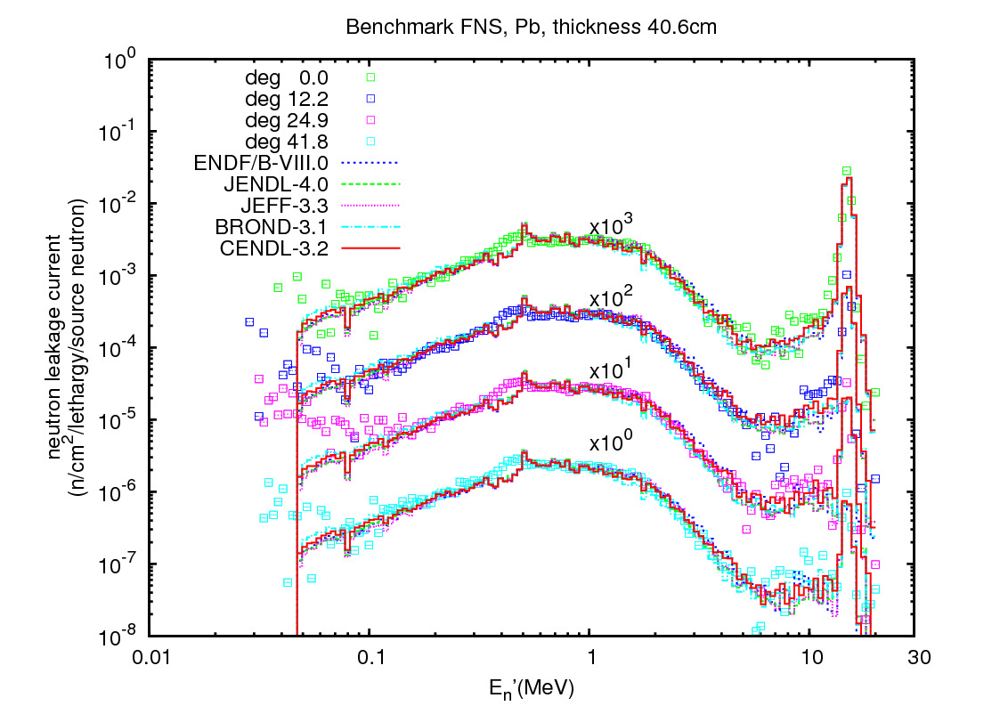 Benchmark FNS, Pb, thickness 40.6cm
10^0
10^-1
10^-2
10^-3
10^-4
10^-5
10^-6
10^-7
10^-8
neutron leakage current
(n/cm^2/lethargy/source neutron)
deg 0.0
deg 12.2
deg 24.9
deg 41.8
ENDF/B-VIII.0
JENDL-4.0
JEFF-3.3
BROND-3.1
CENDL-3.2
x10^3
x10^2
x10^1
x10^0
0.01 0.1 1 10 30
E_n'(MeV)